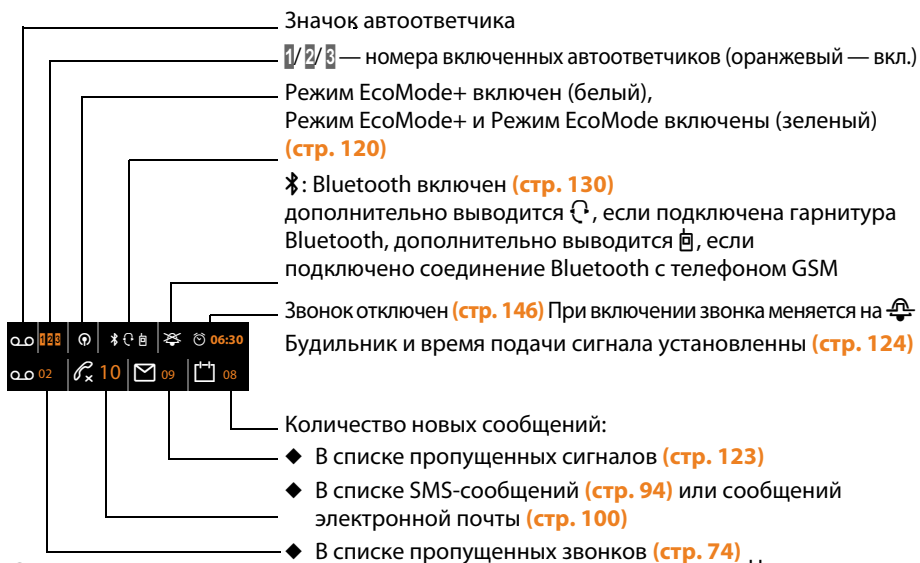 Значок автоответчика
1/ 2/ 3 — номера включенных автоответчиков (оранжевый — вкл.)
Режим EcoMode+ включен (белый),
Режим EcoMode+ и Режим EcoMode включены (зеленый)
(стр. 120)
: Bluetooth включен (стр. 130)
дополнительно выводится , если подключена гарнитура
Bluetooth, дополнительно выводится , если
подключено соединение Bluetooth с телефоном GSM
Звонок отключен (стр. 146) При включении звонка меняется на
Будильник и время подачи сигнала установленны (стр. 124)
1 2 3 06:30
02 10 09 08
Количество новых сообщений:
◆ В списке пропущенных сигналов (стр. 123)
◆ В списке SMS-сообщений (стр. 94) или сообщений
электронной почты (стр. 100)
◆ В списке пропущенных звонков (стр. 74)